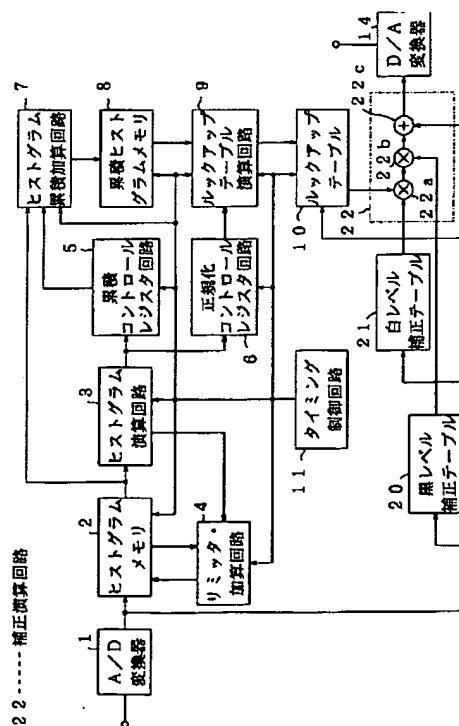 22-----補正演算回路
1
A/D
変換器
2
ヒストグラム
メモリ
3
ヒストグラム
演算回路
4
リミッタ・
加算回路
5
累積
コントロール
レジスタ回路
正規化
コントロール
レジスタ回路
6
7
ヒストグラム
累積加算回路
8
累積ヒスト
グラムメモリ
9
ルックアップ
テーブル
演算回路
10
ルックアップ
テーブル
11
タイミング
制御回路
20
黒レベル
補正テーブル
21
白レベル
補正テーブル
22
22a
22b
22c
14
D/A
変換器